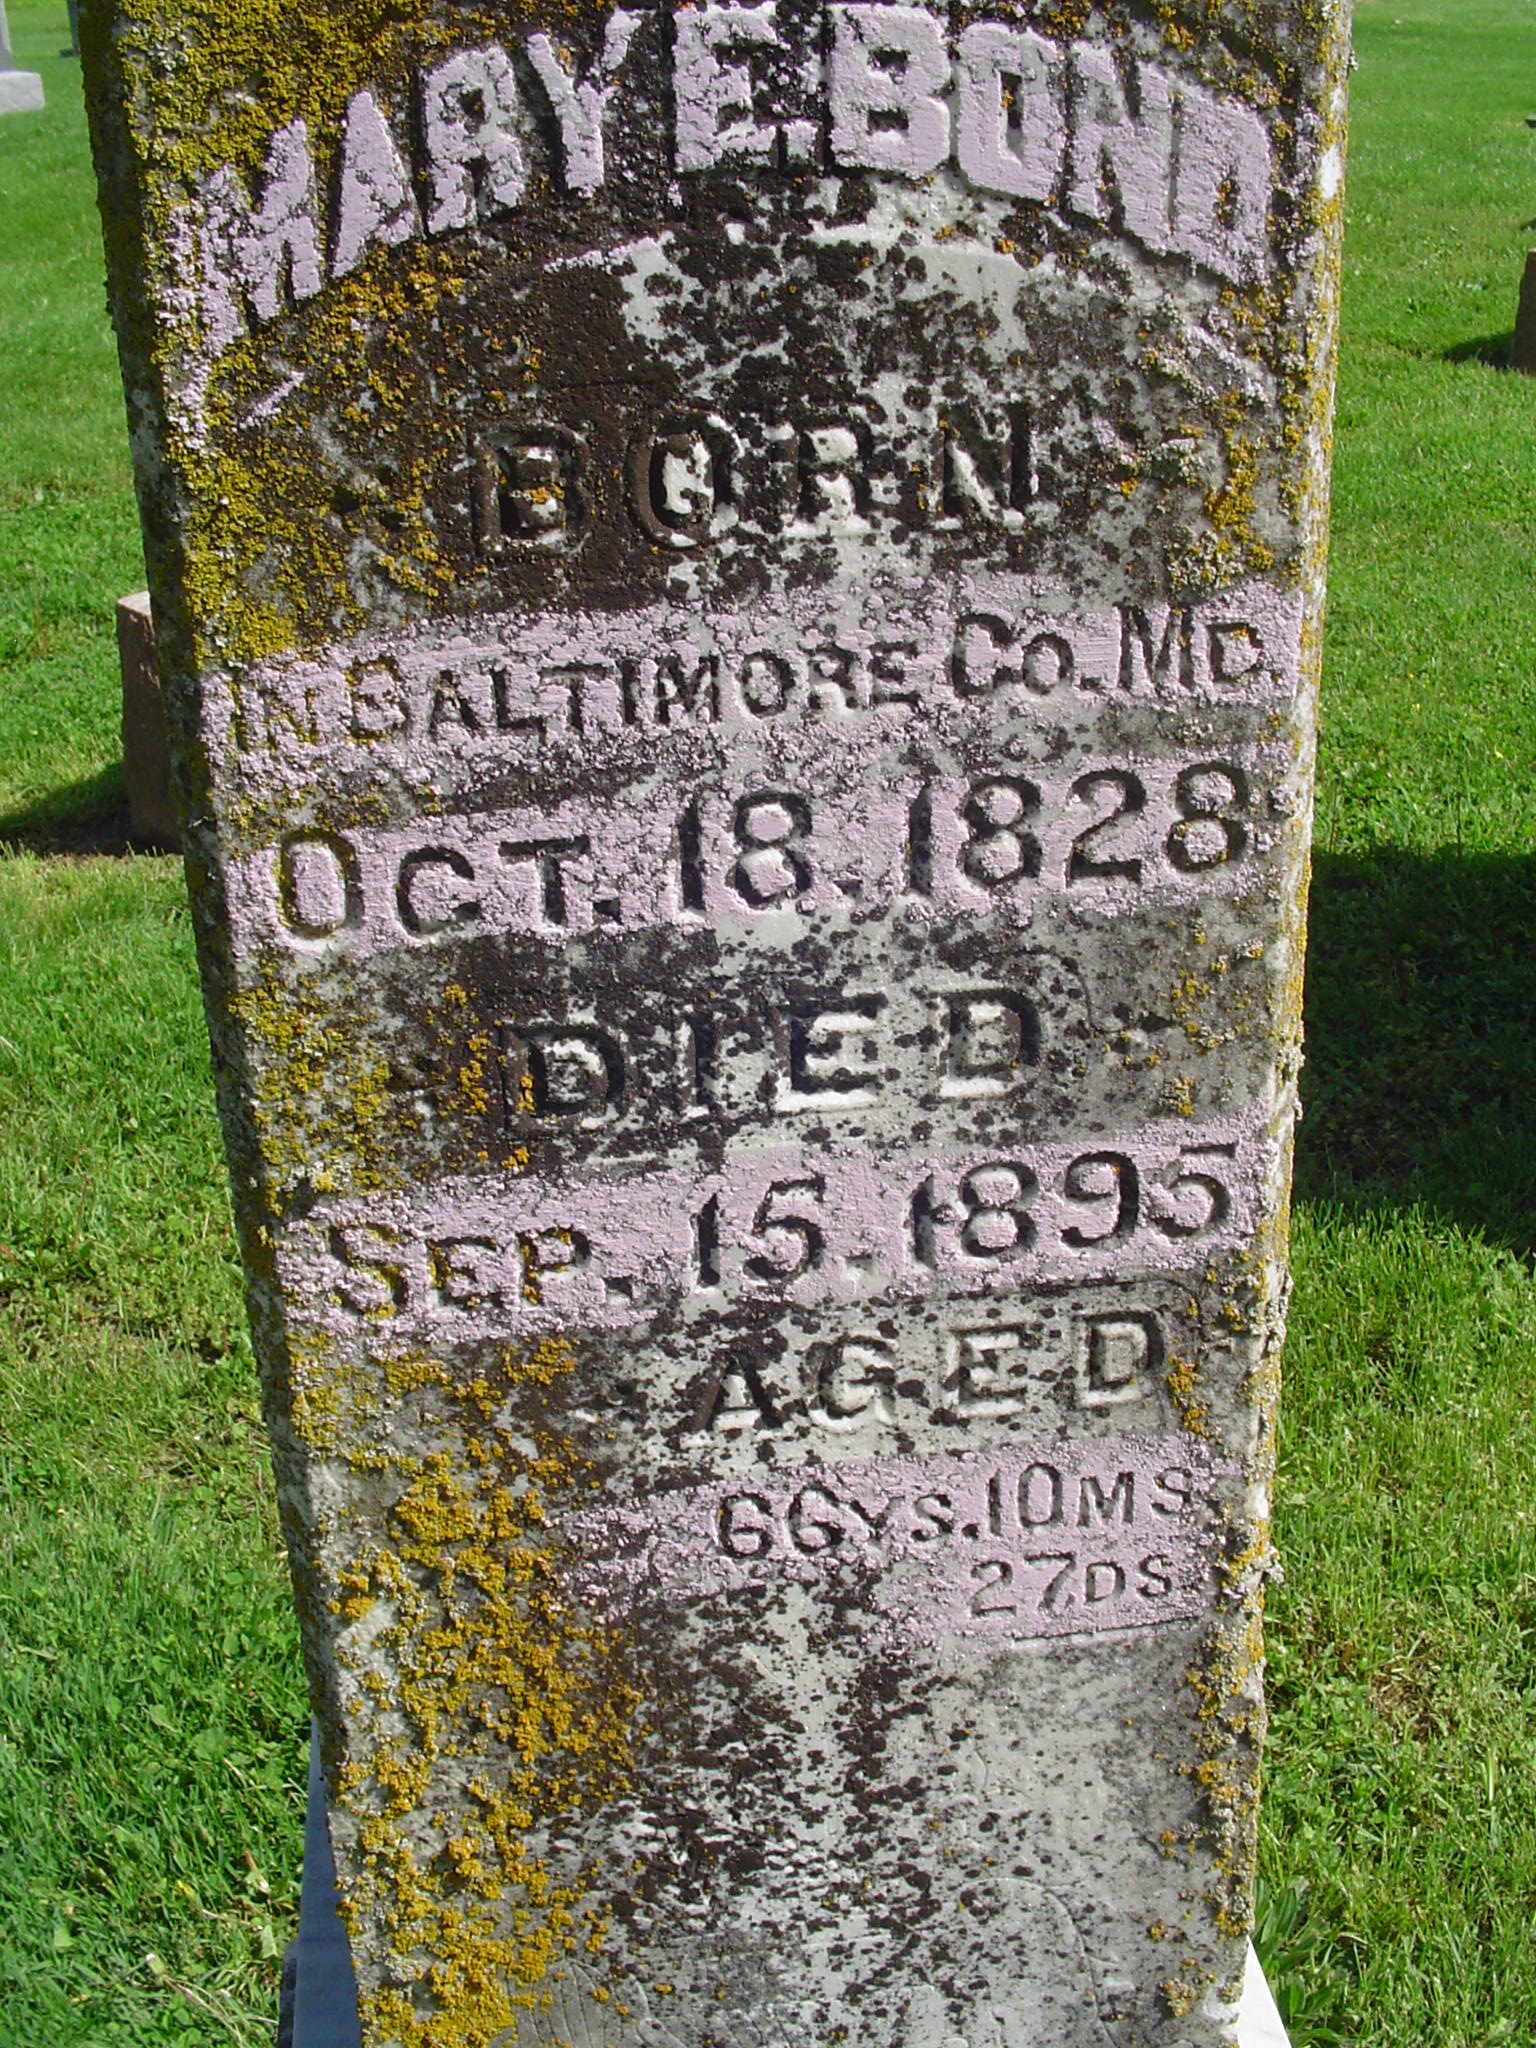 MARY E. BOND
BORN
IN BALTIMORE CO. MD.
OCT. 18. 1828
DIED
SEP. 15. 1895
AGED
66 YS. 10 MS
27 DS